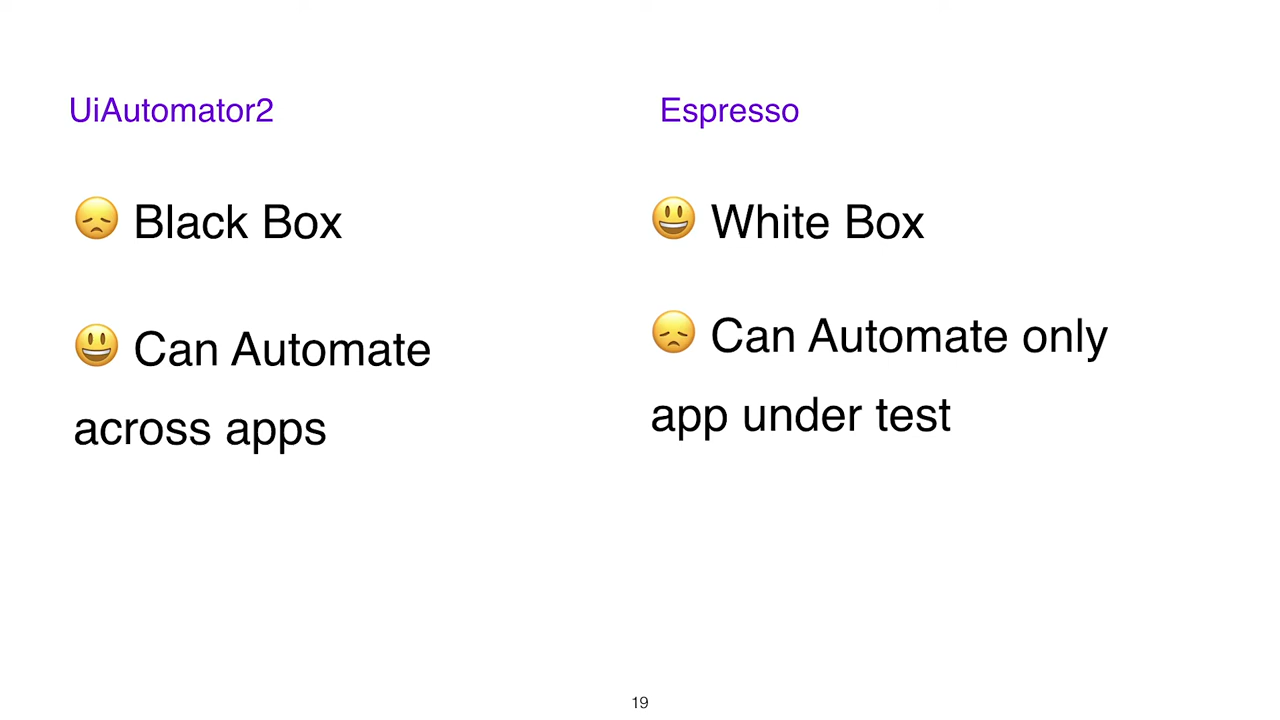 UiAutomator2
😞 Black Box
😃 Can Automate
across apps
Espresso
😃 White Box
😞 Can Automate only
app under test
19